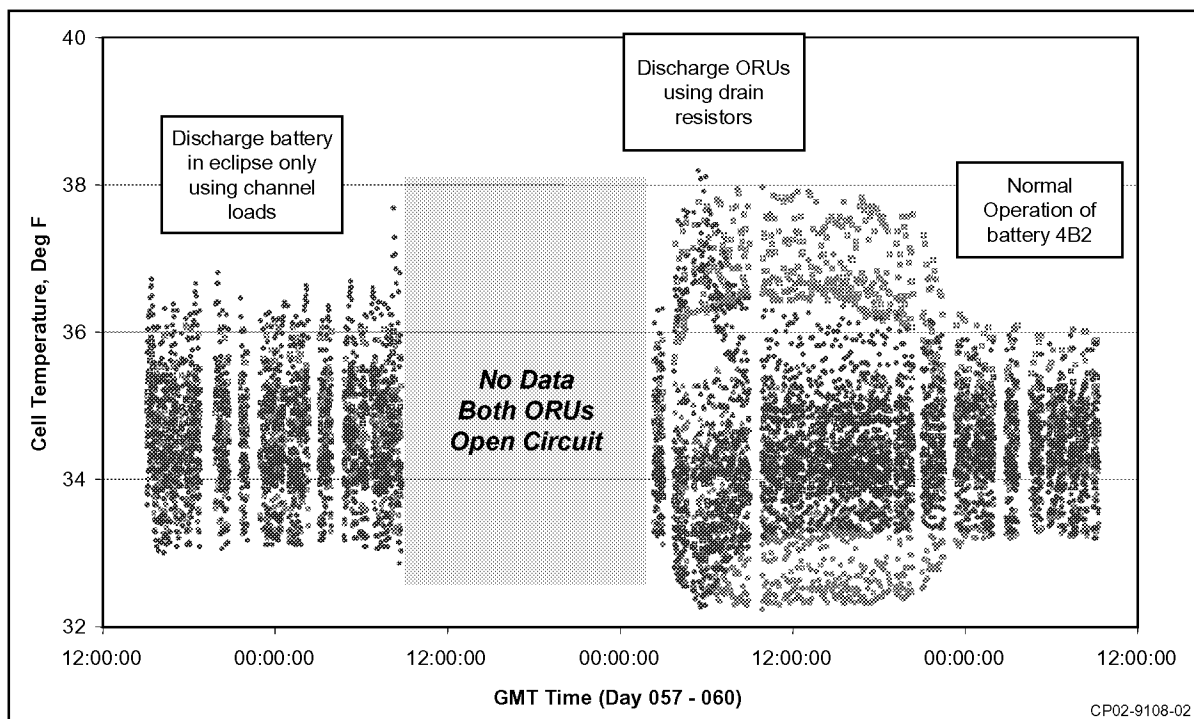 40
38
36
34
32
Cell Temperature, Deg F
Discharge battery
in eclipse only
using channel
loads
Discharge ORUs
using drain
resistors
Normal
Operation of
battery 4B2
No Data
Both ORUs
Open Circuit
12:00:00
00:00:00
12:00:00
00:00:00
12:00:00
00:00:00
12:00:00
GMT Time (Day 057 - 060)
CP02-9108-02